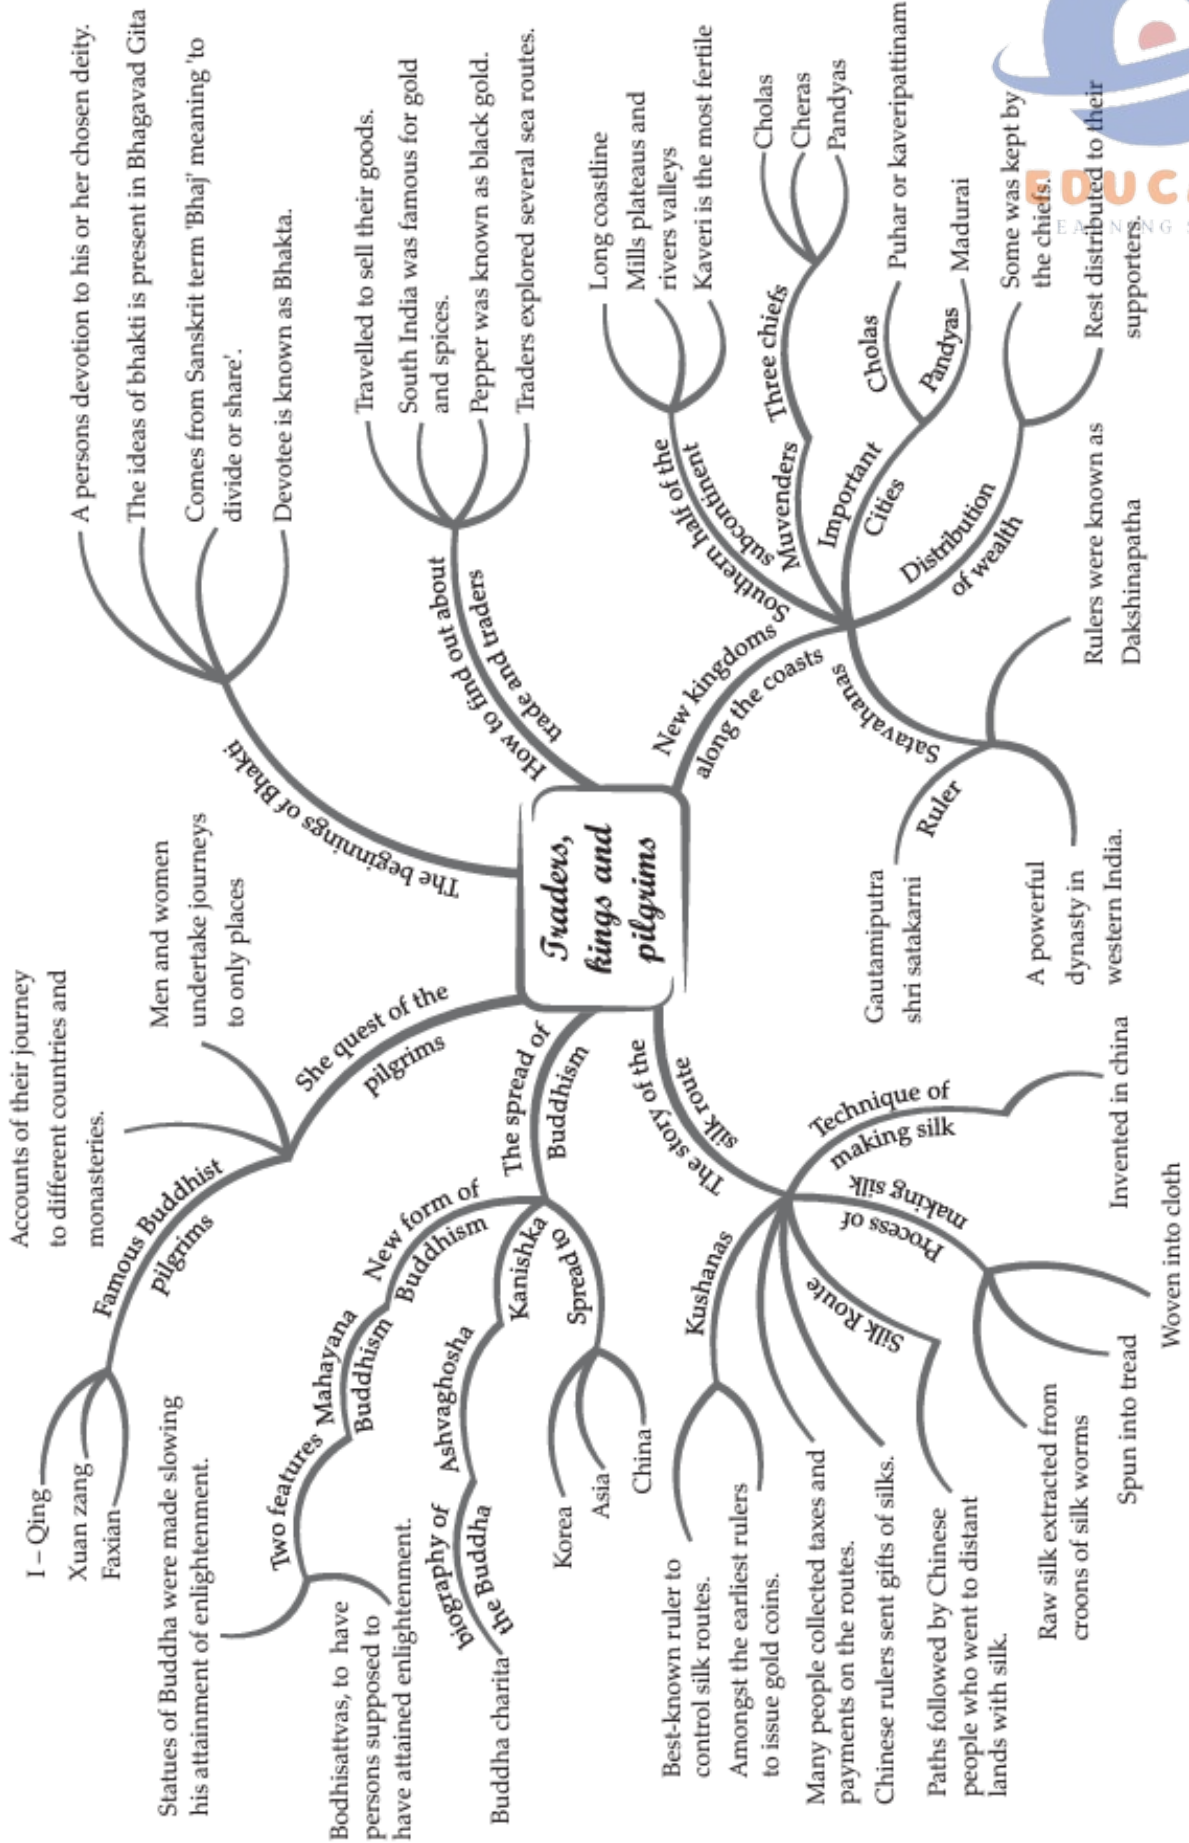 Traders,
kings and
pilgrims
The beginnings of Bhakti
A persons devotion to his or her chosen deity.
The ideas of bhakti is present in Bhagavad Gita
Comes from Sanskrit term 'Bhaj' meaning 'to
divide or share'.
Devotee is known as Bhakta.
How to find out about
trade and traders
Travelled to sell their goods.
South India was famous for gold
and spices.
Pepper was known as black gold.
Traders explored several sea routes.
New kingdoms
along the coasts
Southern half of the
subcontinent
Long coastline
Mills plateaus and
rivers valleys
Kaveri is the most fertile
Muvenders
Three chiefs
Cholas
Cheras
Pandyas
Important
Cities
Cholas
Puhar or kaveripattinam
Pandyas
Madurai
Distribution
of wealth
Some was kept by
the chiefs.
Rest distributed to their
supporters.
Satavahanas
Rulers were known as
Dakshinapatha
A powerful
dynasty in
western India.
Ruler
Gautamiputra
shri satakarni
The story of the
silk route
Technique of
making silk
Invented in china
Process of
making silk
Woven into cloth
Spun into tread
Raw silk extracted from
croons of silk worms
Silk Route
Paths followed by Chinese
people who went to distant
lands with silk.
Chinese rulers sent gifts of silks.
Many people collected taxes and
payments on the routes.
Kushanas
Amongst the earliest rulers
to issue gold coins.
Best-known ruler to
control silk routes.
The spread of
Buddhism
Spread to
China
Asia
Korea
Kanishka
Ashvaghosha
biography of
the Buddha
Buddha charita
New form of
Buddhism
Mahayana
Buddhism
Two features
Bodhisattvas, to have
persons supposed to
have attained enlightenment.
Statues of Buddha were made slowing
his attainment of enlightenment.
She quest of the
pilgrims
Famous Buddhist
pilgrims
I – Qing
Xuan zang
Faxian
Accounts of their journey
to different countries and
monasteries.
Men and women
undertake journeys
to only places
EDUCA